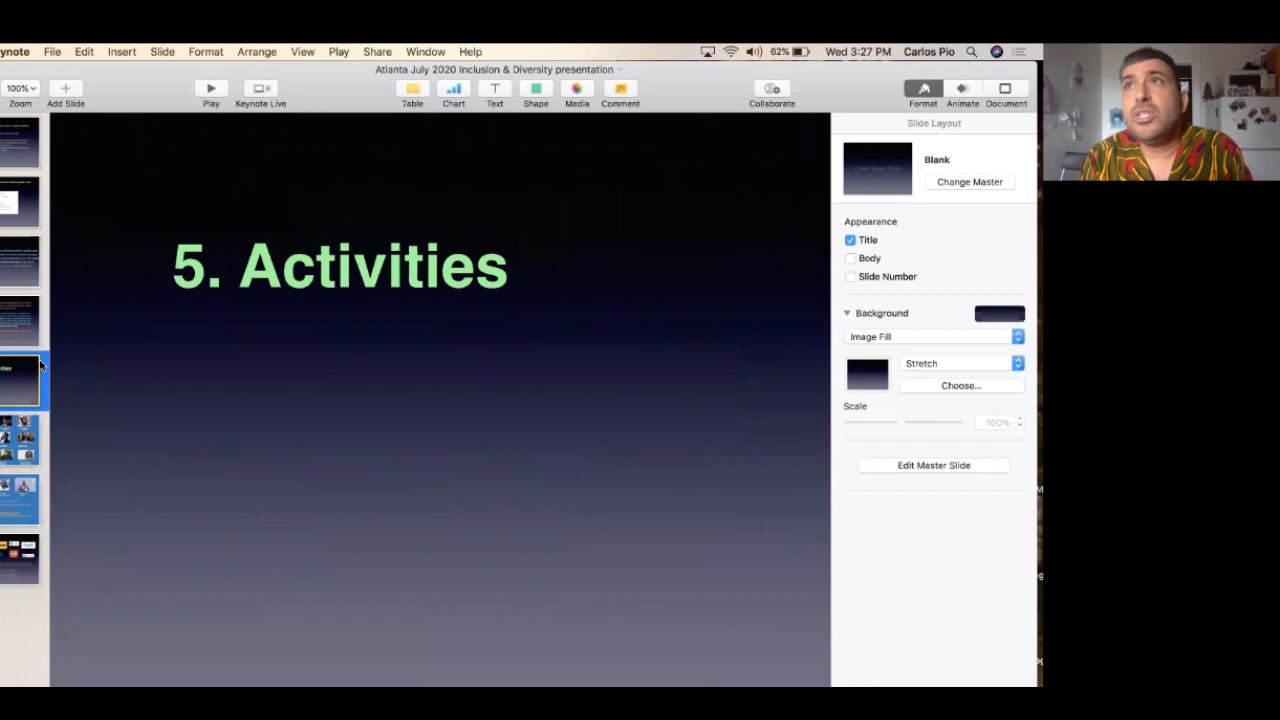 ynote File Edit Insert Slide Format Arrange View Play Share Window Help 62% Wed 3:27 PM Carlos Pio
Atlanta July 2020 Inclusion & Diversity presentation
100%
Zoom Add Slide Play Keynote Live Table Chart Text Shape Media Comment Collaborate Format Animate Document
Slide Layout
Blank
Change Master
Appearance
Title
Body
Slide Number
Background
Image Fill
Stretch
Choose...
Scale
100%
Edit Master Slide
5. Activities